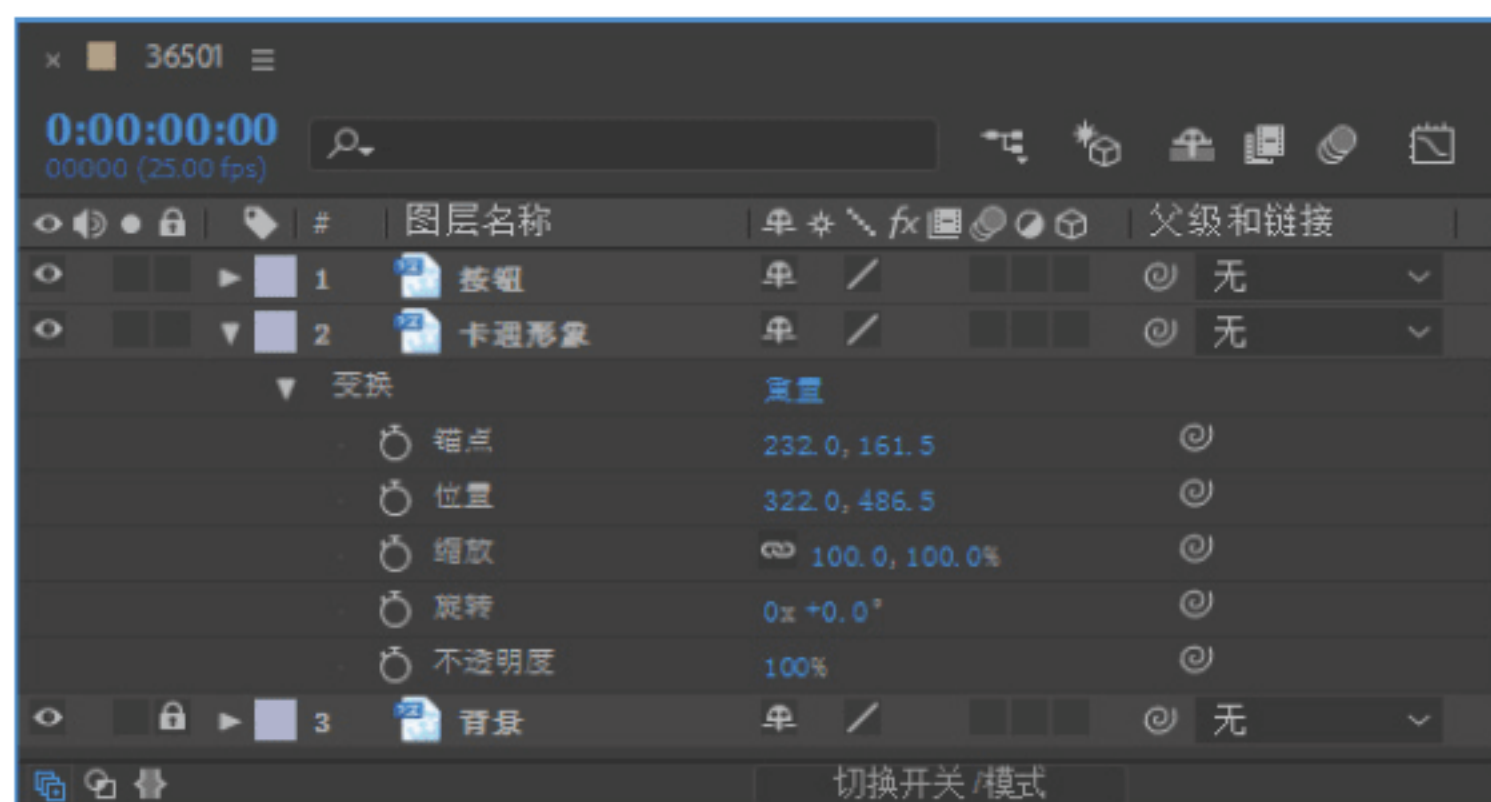 36501
0:00:00:00
00000 (25.00 fps)
# 图层名称 fx 父级和链接
1 按钮 无
2 卡通形象 无
变换 重置
锚点 232.0, 161.5
位置 322.0, 486.5
缩放 100.0, 100.0%
旋转 0x +0.0°
不透明度 100%
3 背景 无
切换开关/模式